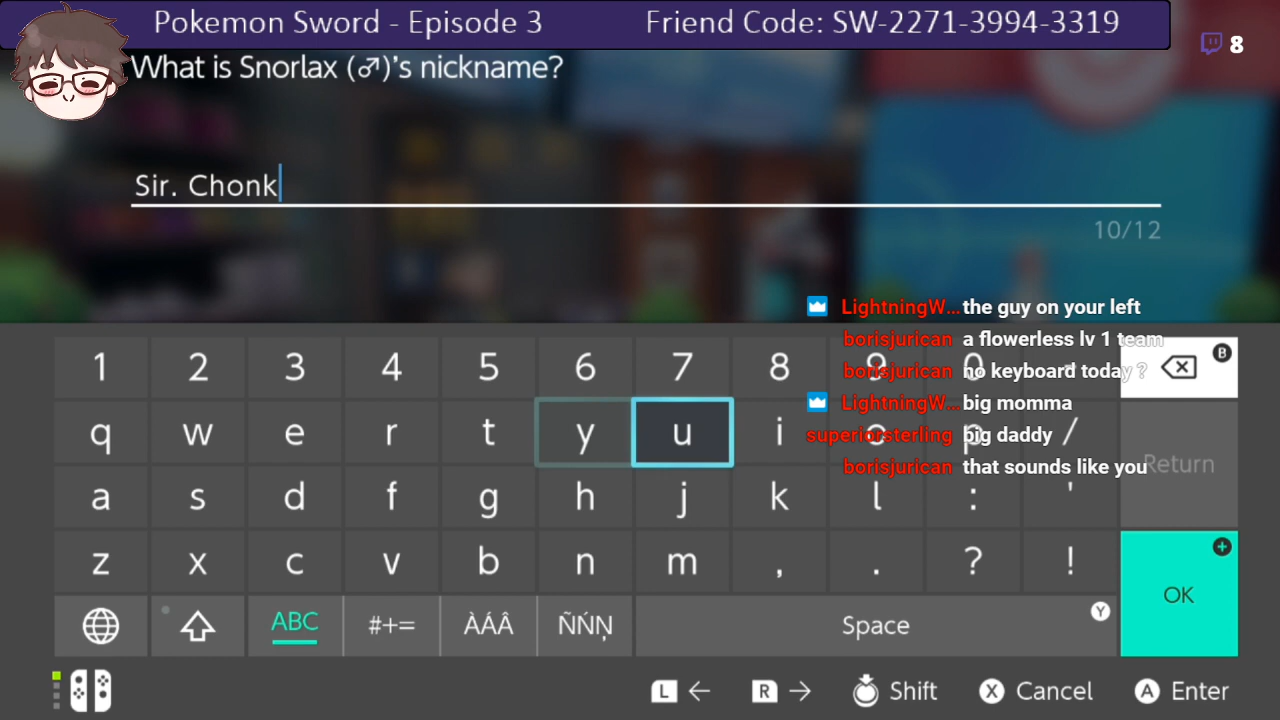 Pokemon Sword - Episode 3 Friend Code: SW-2271-3994-3319
8
What is Snorlax (♂)'s nickname?
Sir. Chonk
10/12
LightningW... the guy on your left
borisjurican a flowerless lv 1 team
borisjurican no keyboard today ?
LightningW... big momma
superiorsterling big daddy
borisjurican that sounds like you
1 2 3 4 5 6 7 8 9 0 - B
q w e r t y u i o p /
Return
a s d f g h j k l : '
z x c v b n m , . ? !
+
OK
ABC #+= ÀÁÂ ÑŃŅ Space Y
L ← R → Shift X Cancel A Enter